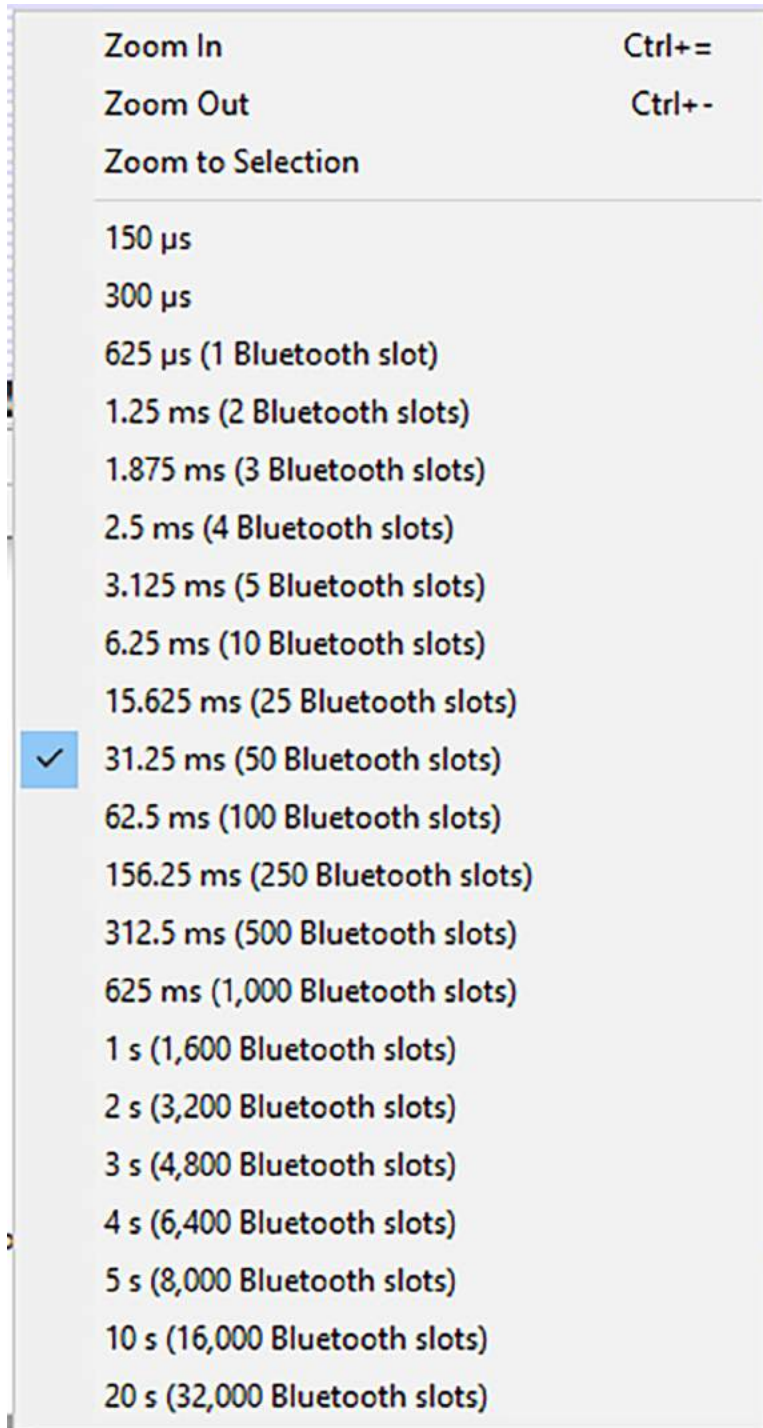 Zoom In Ctrl+=
Zoom Out Ctrl+-
Zoom to Selection
150 µs
300 µs
625 µs (1 Bluetooth slot)
1.25 ms (2 Bluetooth slots)
1.875 ms (3 Bluetooth slots)
2.5 ms (4 Bluetooth slots)
3.125 ms (5 Bluetooth slots)
6.25 ms (10 Bluetooth slots)
15.625 ms (25 Bluetooth slots)
31.25 ms (50 Bluetooth slots)
62.5 ms (100 Bluetooth slots)
156.25 ms (250 Bluetooth slots)
312.5 ms (500 Bluetooth slots)
625 ms (1,000 Bluetooth slots)
1 s (1,600 Bluetooth slots)
2 s (3,200 Bluetooth slots)
3 s (4,800 Bluetooth slots)
4 s (6,400 Bluetooth slots)
5 s (8,000 Bluetooth slots)
10 s (16,000 Bluetooth slots)
20 s (32,000 Bluetooth slots)